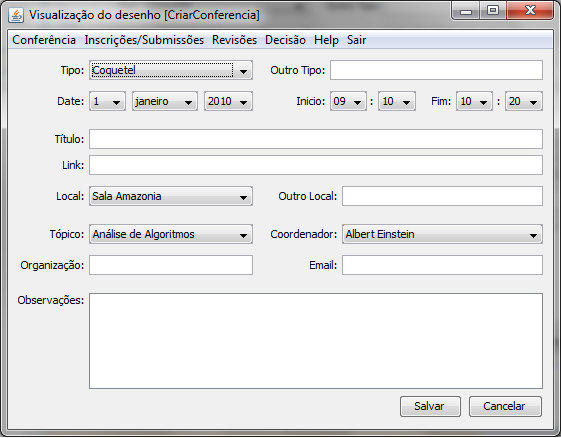 Visualização do desenho [CriarConferencia]
Conferência Inscrições/Submissões Revisões Decisão Help Sair
Tipo: Coquetel Outro Tipo:
Date: 1 janeiro 2010 Inicio: 09 : 10 Fim: 10 : 20
Título:
Link:
Local: Sala Amazonia Outro Local:
Tópico: Análise de Algoritmos Coordenador: Albert Einstein
Organização: Email:
Observações:
Salvar Cancelar